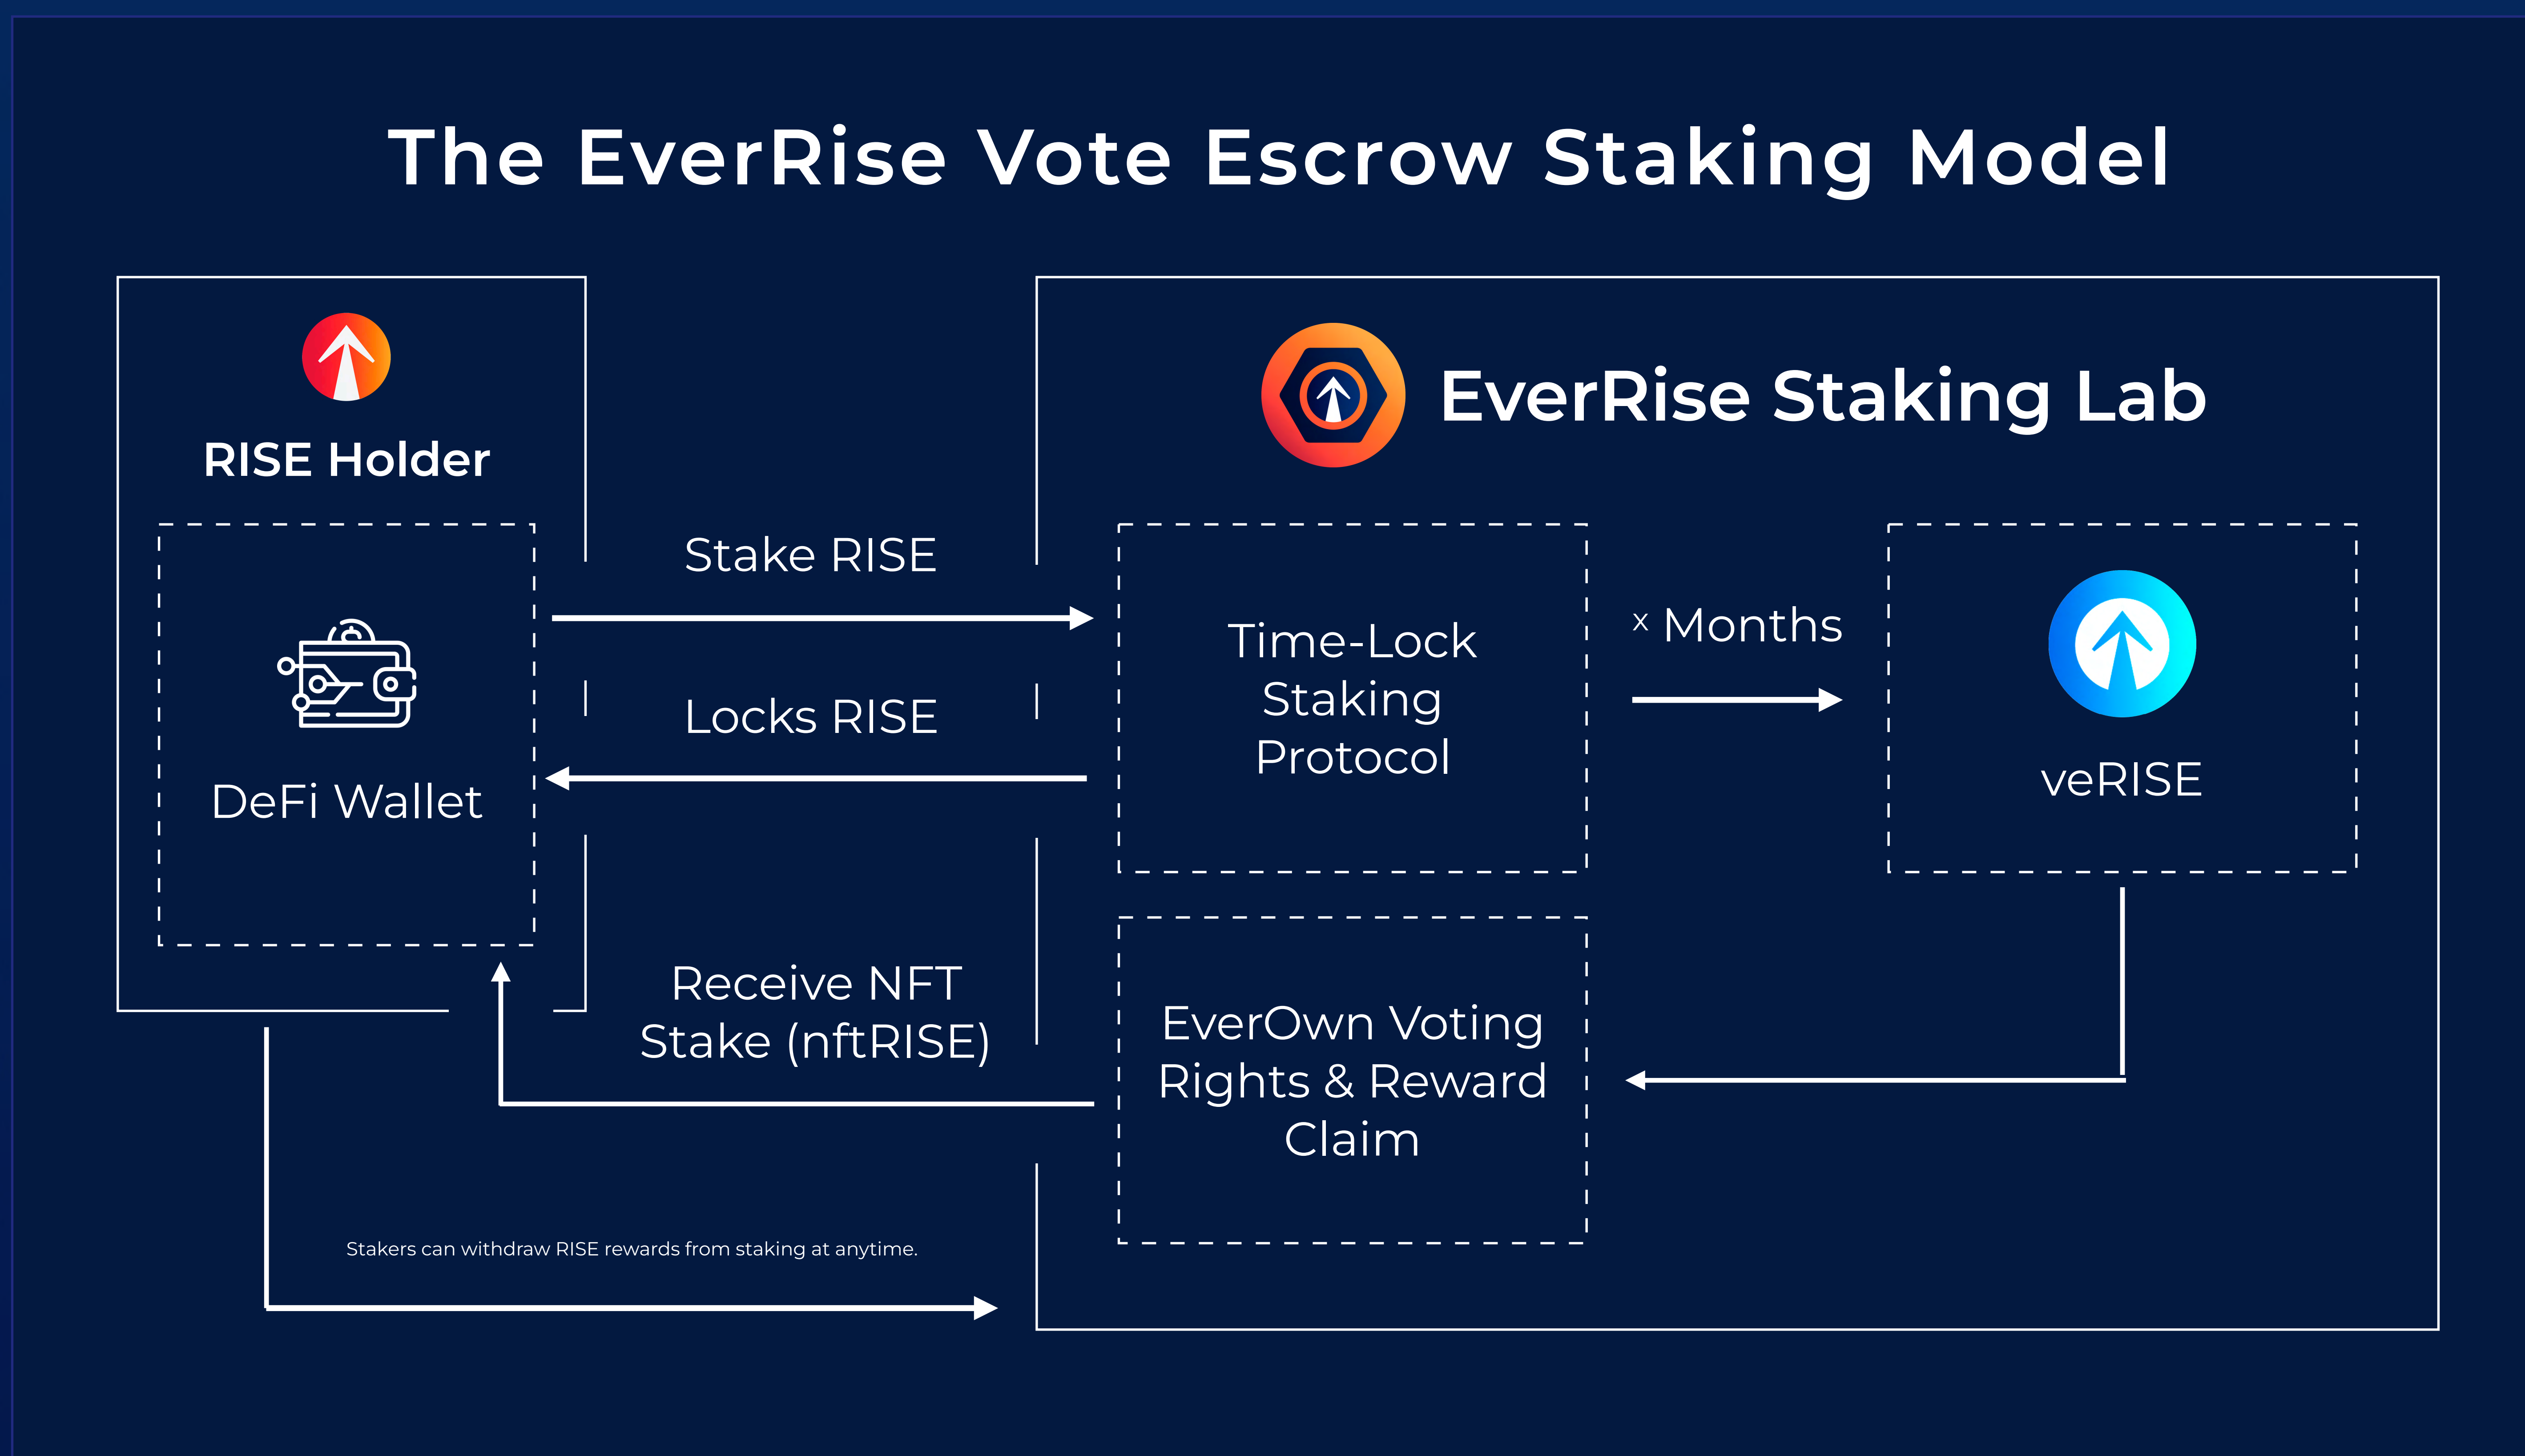 The EverRise Vote Escrow Staking Model
RISE Holder
DeFi Wallet
Stake RISE
Locks RISE
Receive NFT
Stake (nftRISE)
Stakers can withdraw RISE rewards from staking at anytime.
EverRise Staking Lab
Time-Lock
Staking
Protocol
x Months
veRISE
EverOwn Voting
Rights & Reward
Claim